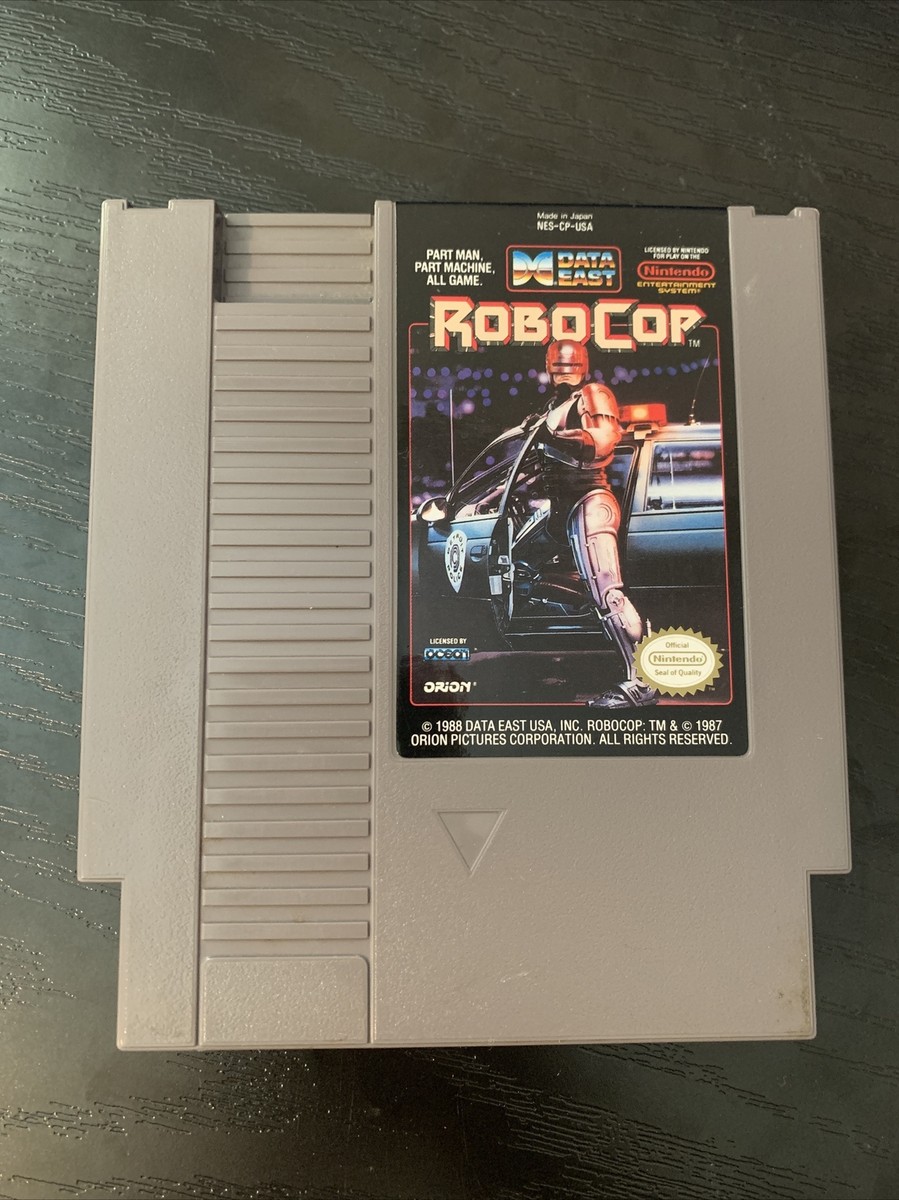 Made in Japan
NES-CP-USA
PART MAN,
PART MACHINE,
ALL GAME.
DATA
EAST
LICENSED BY NINTENDO
FOR PLAY ON THE
Nintendo
ENTERTAINMENT
SYSTEM®
ROBOCOP™
LICENSED BY
ocean
ORION®
Official
Nintendo
Seal of Quality
TM
© 1988 DATA EAST USA, INC. ROBOCOP: TM & © 1987
ORION PICTURES CORPORATION. ALL RIGHTS RESERVED.